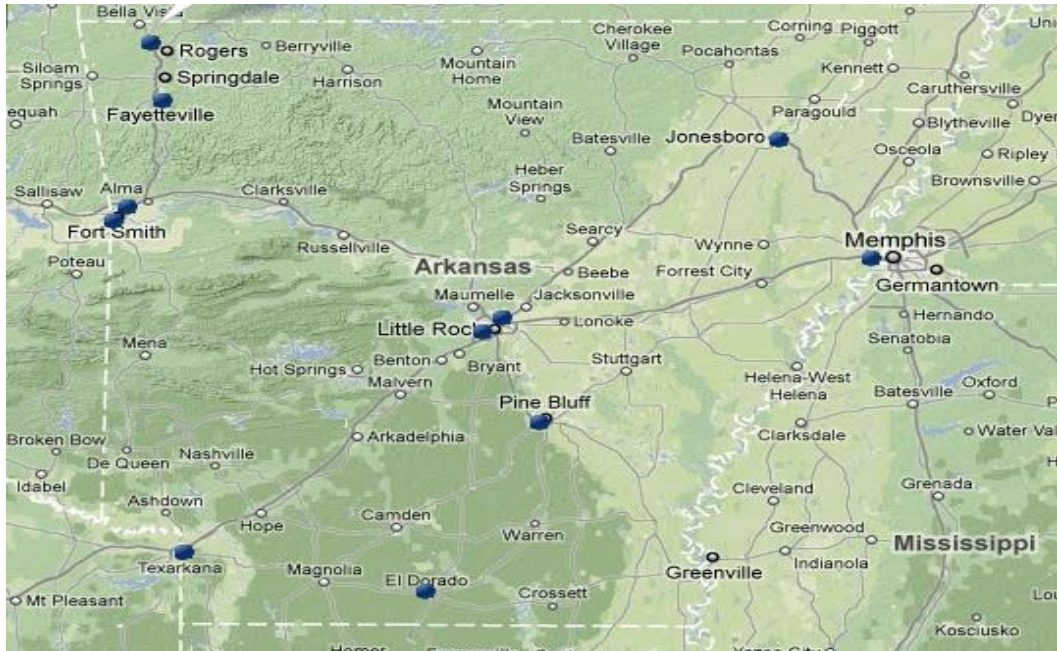 Bella Vista
Rogers
Berryville
Siloam
Springs
Springdale
Harrison
Mountain
Home
Cherokee
Village
Pocahontas
Corning
Piggott
Kennett
Caruthersville
Fayetteville
Mountain
View
Batesville
Jonesboro
Paragould
Blytheville
Osceola
Ripley
Brownsville
Heber
Springs
Sallisaw
Alma
Clarksville
Fort Smith
Russellville
Poteau
Searcy
Wynne
Memphis
Germantown
Arkansas
Beebe
Forrest City
Maumelle
Jacksonville
Little Rock
Lonoke
Hernando
Senatobia
Mena
Benton
Bryant
Hot Springs
Malvern
Stuttgart
Helena-West
Helena
Batesville
Oxford
Pine Bluff
Arkadelphia
Clarksdale
Water Val
Broken Bow
De Queen
Nashville
Idabel
Ashdown
Hope
Camden
Warren
Cleveland
Grenada
Greenwood
Indianola
Mississippi
Greenville
Texarkana
Magnolia
El Dorado
Crossett
Mt Pleasant
Kosciusko